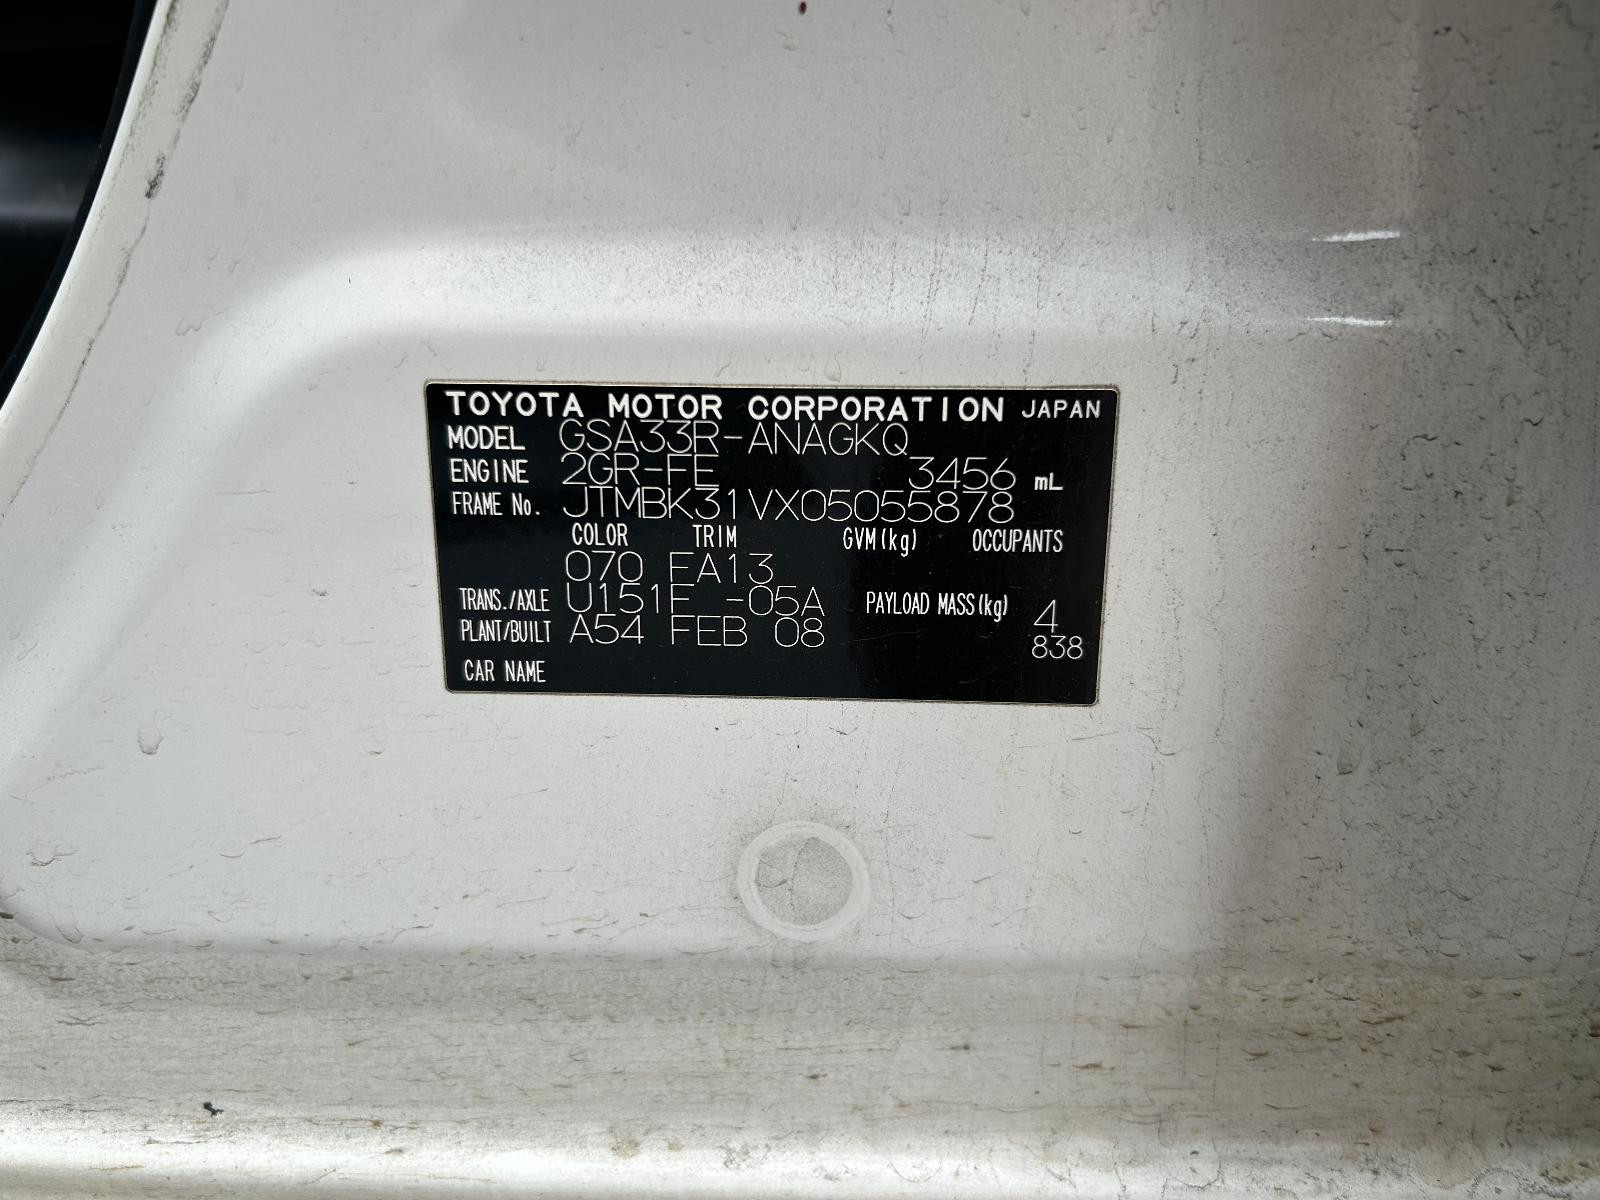 TOYOTA MOTOR CORPORATION JAPAN
MODEL GSA33R-ANAGKQ
ENGINE 2GR-FE 3456 mL
FRAME No. JTMBK31VX05055878
COLOR TRIM GVM(kg) OCCUPANTS
070 FA13
TRANS./AXLE U151F -05A PAYLOAD MASS(kg) 4
PLANT/BUILT A54 FEB 08 838
CAR NAME